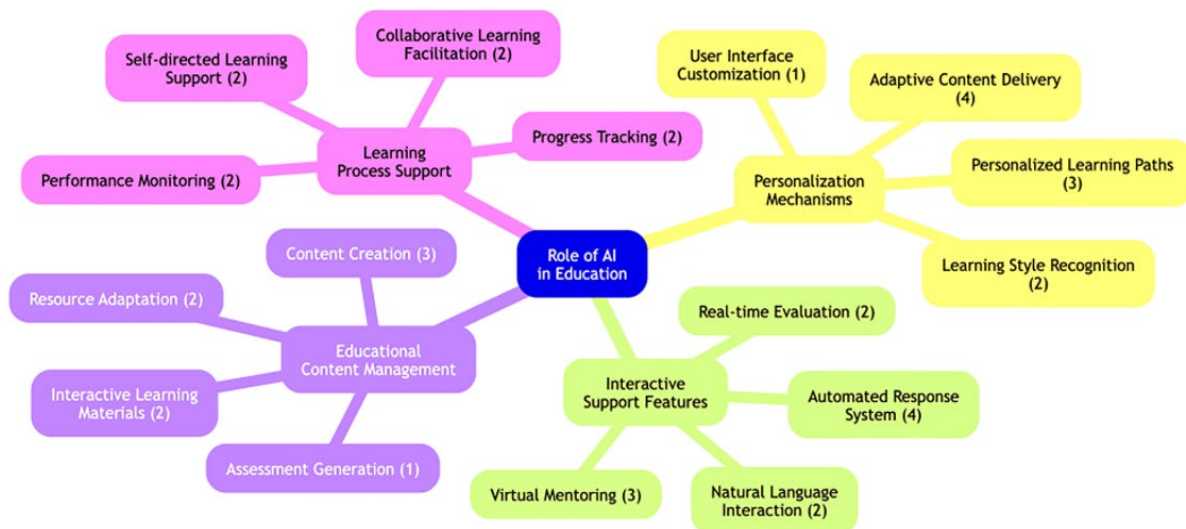 Collaborative Learning
Facilitation (2)
Self-directed Learning
Support (2)
Progress Tracking (2)
Learning
Process Support
Performance Monitoring (2)
User Interface
Customization (1)
Adaptive Content Delivery
(4)
Personalized Learning Paths
(3)
Personalization
Mechanisms
Learning Style Recognition
(2)
Role of AI
in Education
Content Creation (3)
Resource Adaptation (2)
Educational
Content Management
Interactive Learning
Materials (2)
Assessment Generation (1)
Real-time Evaluation (2)
Interactive
Support Features
Automated Response
System (4)
Virtual Mentoring (3)
Natural Language
Interaction (2)